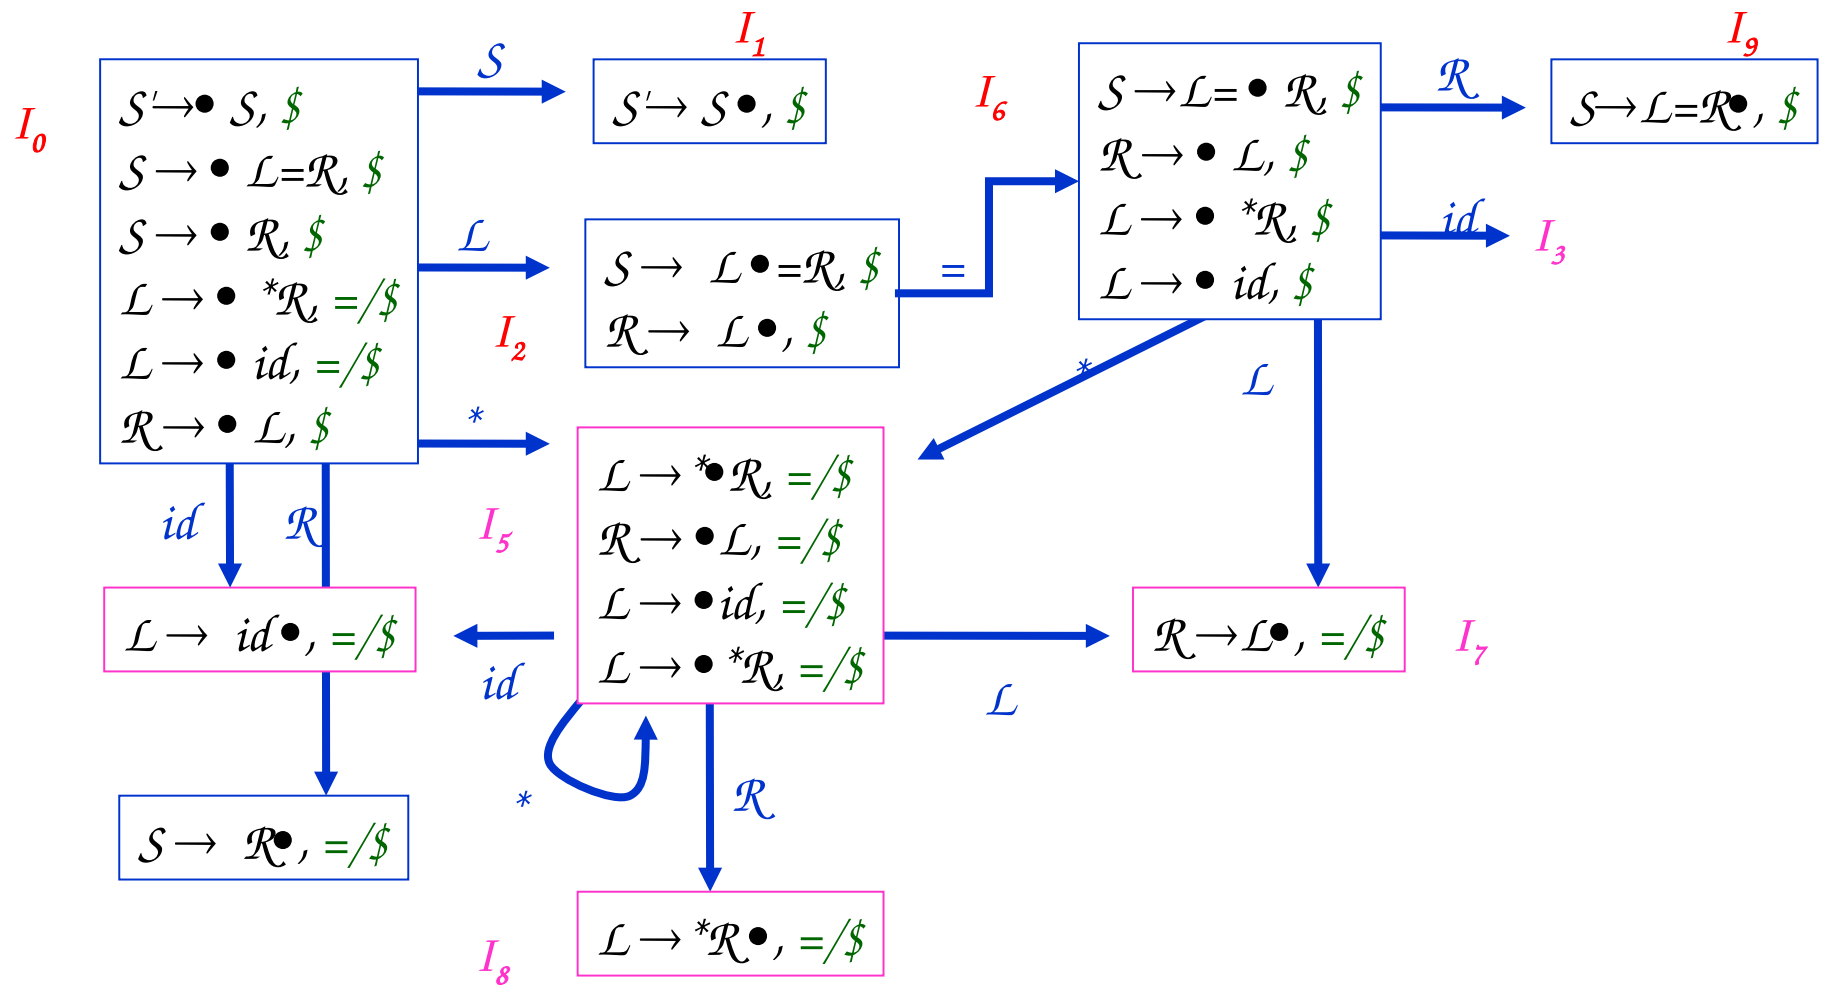 I0
S'→• S, $
S → • L=R, $
S → • R, $
L → • *R, =/$
L → • id, =/$
R → • L, $
S
I1
S'→ S •, $
L
I2
S → L •=R, $
R → L •, $
=
I6
S →L= • R, $
R → • L, $
L → • *R, $
L → • id, $
R
I9
S→L=R•, $
id
I3
*
L
*
I5
L → *•R, =/$
R → •L, =/$
L → •id, =/$
L → • *R, =/$
id
R
L → id •, =/$
id
L
R →L•, =/$
I7
*
R
S → R•, =/$
I8
L → *R •, =/$